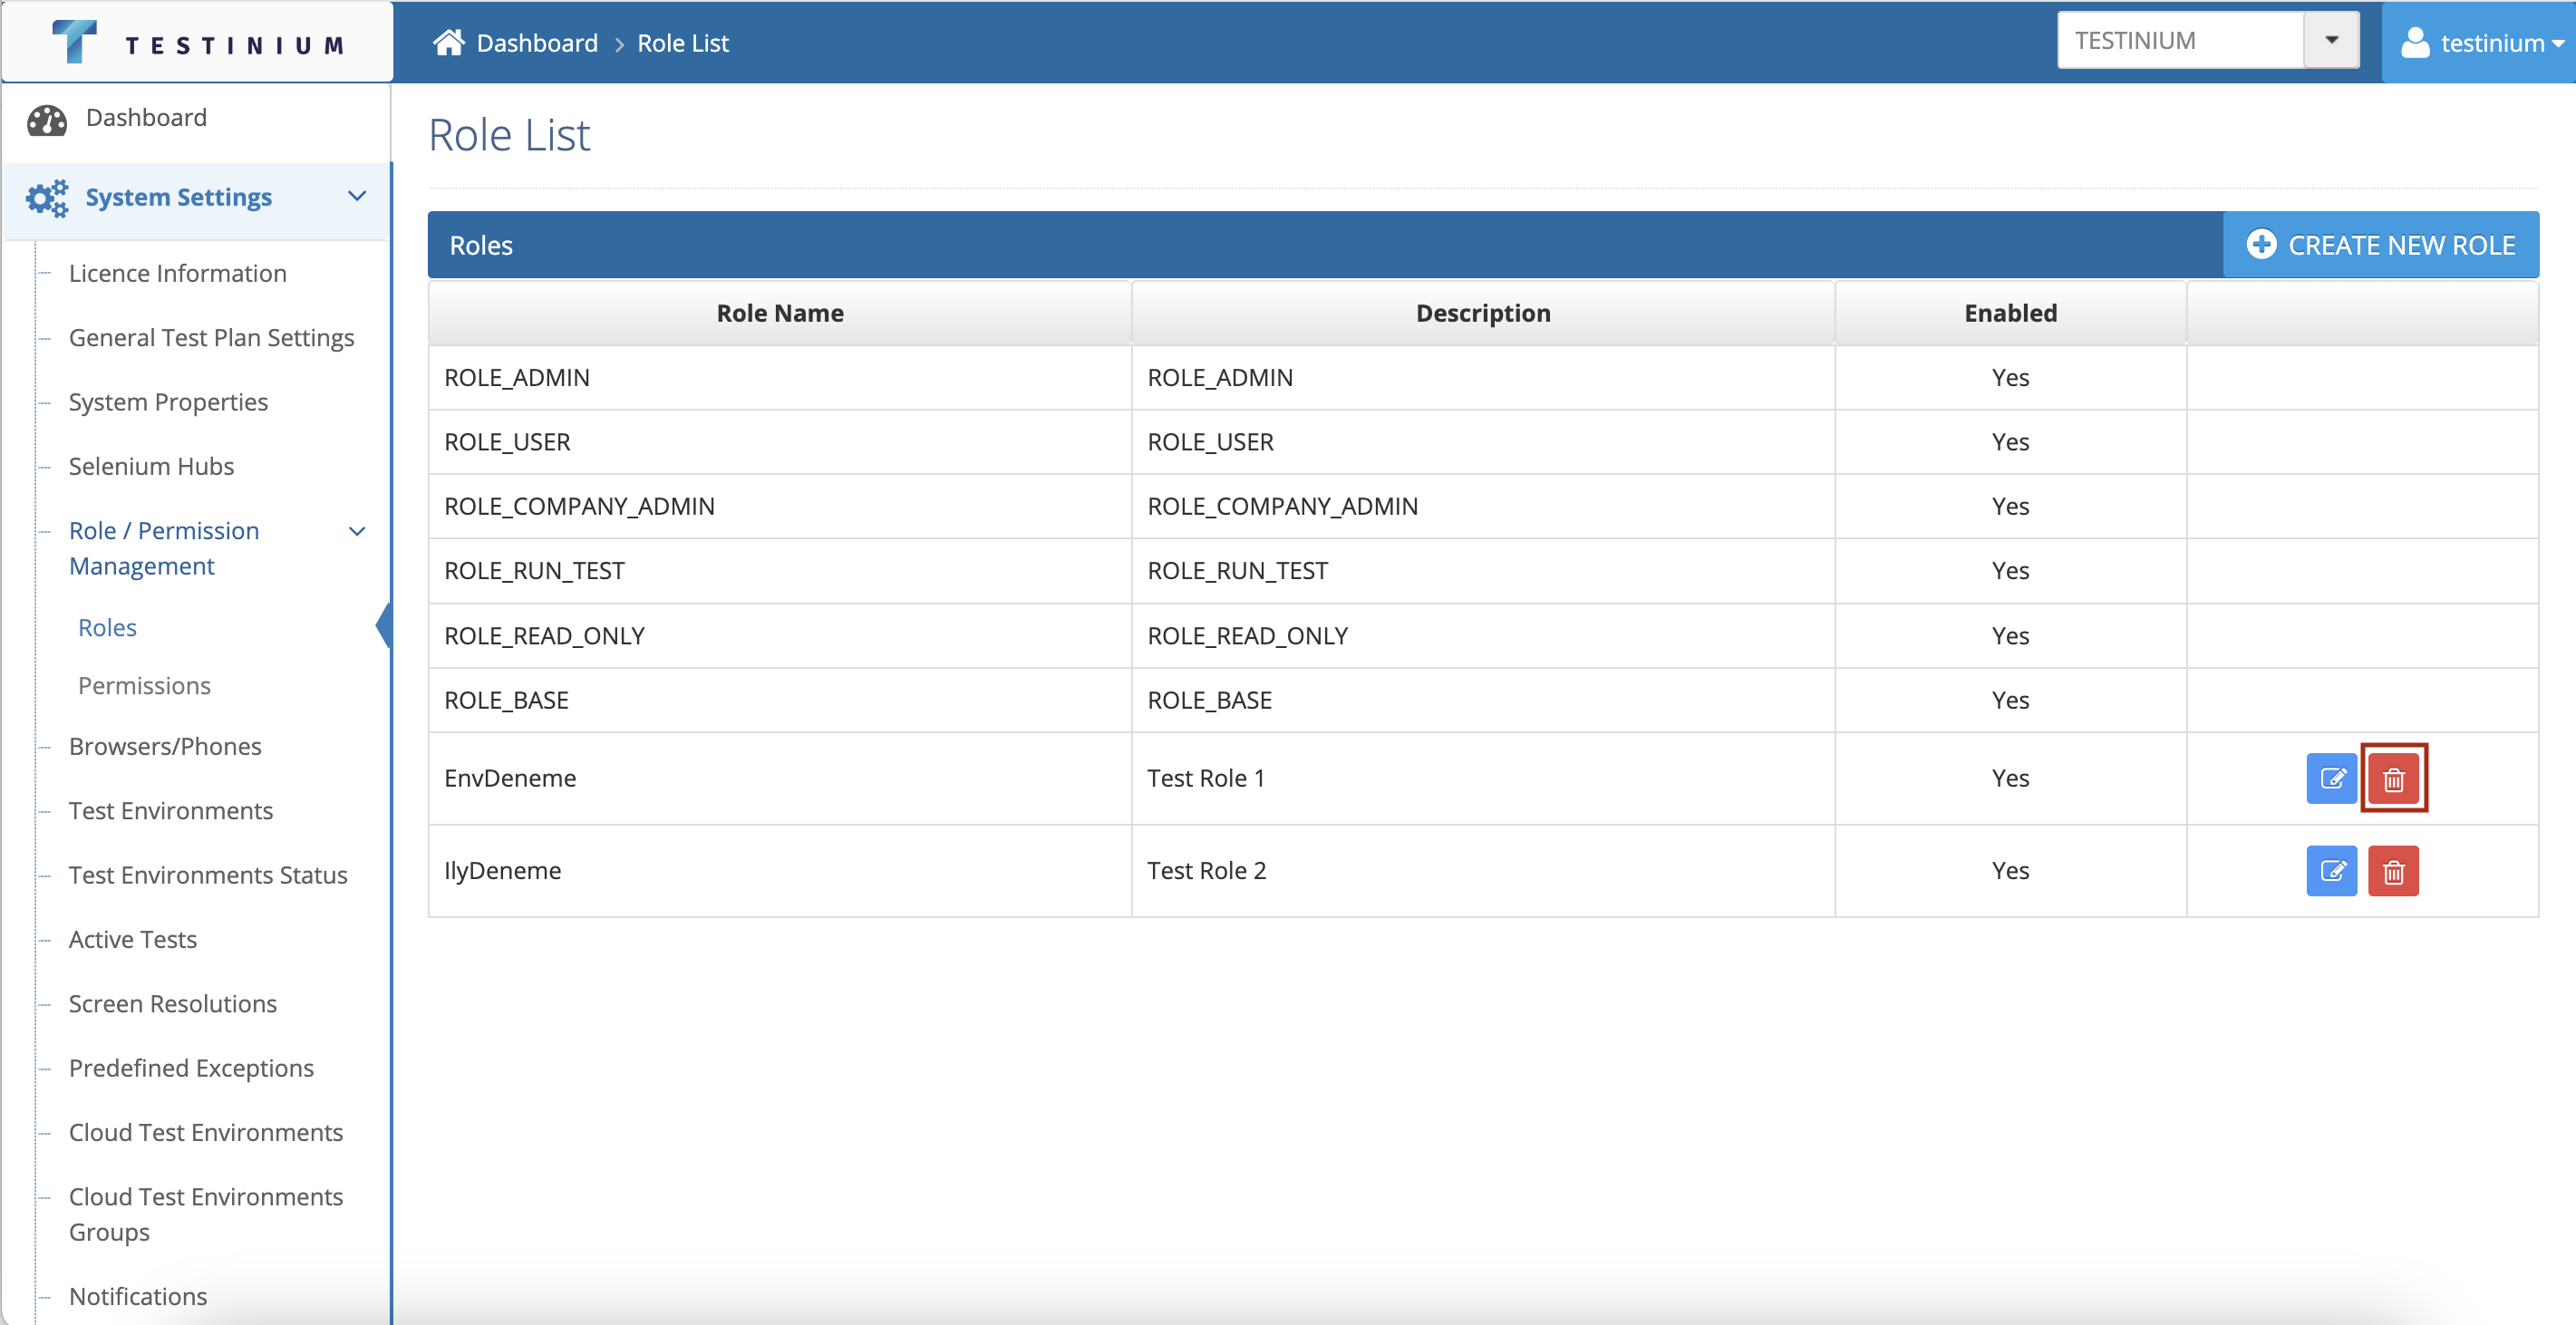 TESTINIUM
Dashboard > Role List
TESTINIUM
testinium
Dashboard
System Settings
Licence Information
General Test Plan Settings
System Properties
Selenium Hubs
Role / Permission
Management
Roles
Permissions
Browsers/Phones
Test Environments
Test Environments Status
Active Tests
Screen Resolutions
Predefined Exceptions
Cloud Test Environments
Cloud Test Environments
Groups
Notifications
Role List
Roles
CREATE NEW ROLE
Role Name Description Enabled
ROLE_ADMIN ROLE_ADMIN Yes
ROLE_USER ROLE_USER Yes
ROLE_COMPANY_ADMIN ROLE_COMPANY_ADMIN Yes
ROLE_RUN_TEST ROLE_RUN_TEST Yes
ROLE_READ_ONLY ROLE_READ_ONLY Yes
ROLE_BASE ROLE_BASE Yes
EnvDeneme Test Role 1 Yes
IlyDeneme Test Role 2 Yes